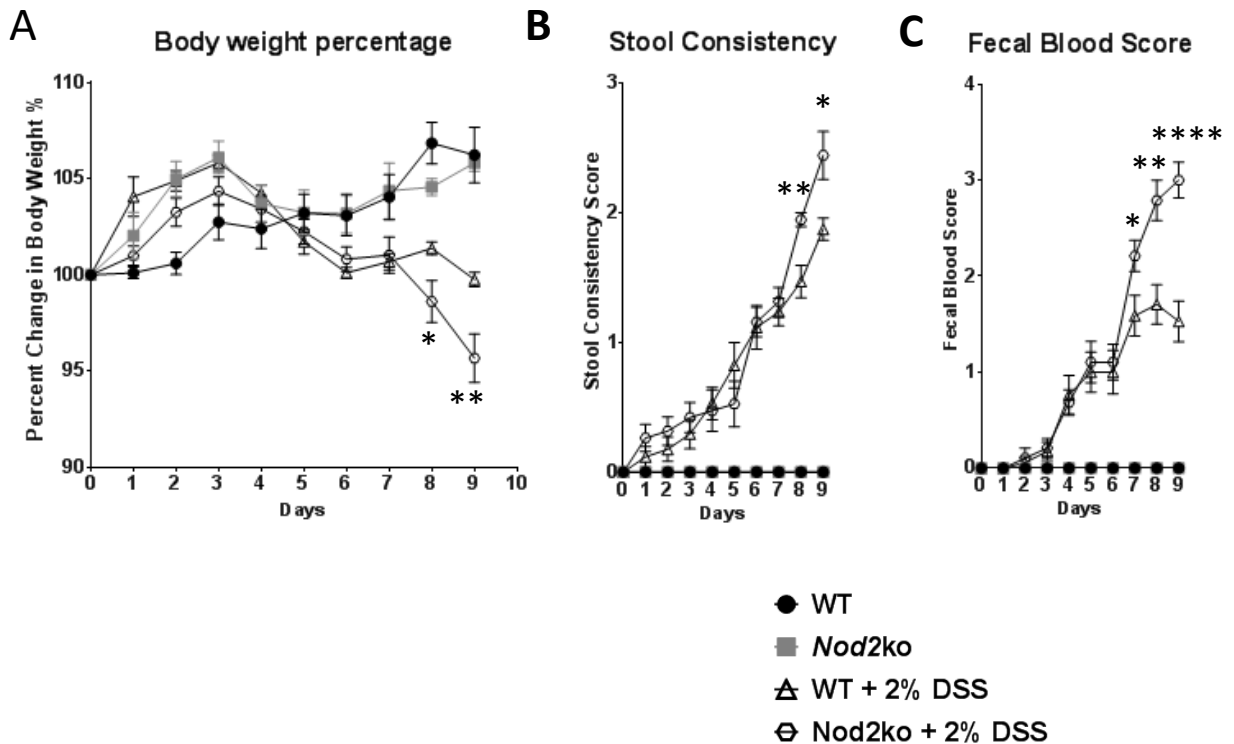 A
Body weight percentage
Percent Change in Body Weight %
110
105
100
95
90
0 1 2 3 4 5 6 7 8 9 10
Days
*
**
B
Stool Consistency
Stool Consistency Score
3
2
1
0
0 1 2 3 4 5 6 7 8 9
Days
**
*
C
Fecal Blood Score
Fecal Blood Score
4
3
2
1
0
0 1 2 3 4 5 6 7 8 9
Days
*
**
****
WT
Nod2ko
WT + 2% DSS
Nod2ko + 2% DSS